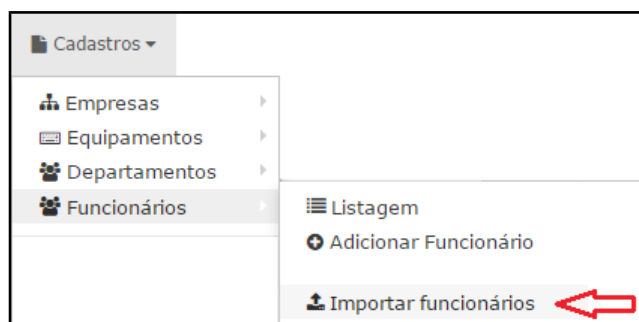 Cadastros
Empresas
Equipamentos
Departamentos
Funcionários
Listagem
Adicionar Funcionário
Importar funcionários